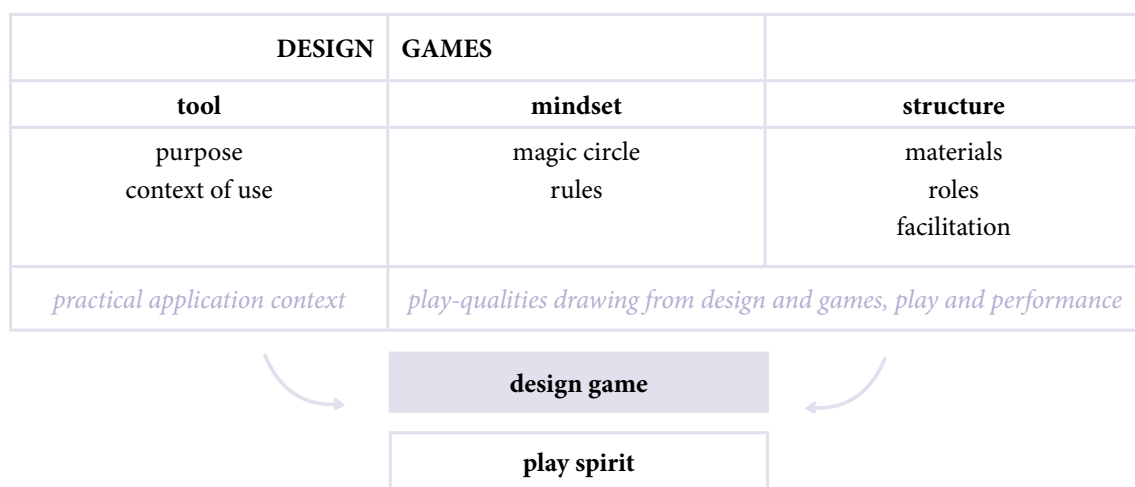 DESIGN GAMES
tool mindset structure
purpose magic circle materials
context of use rules roles
facilitation
practical application context play-qualities drawing from design and games, play and performance
design game
play spirit